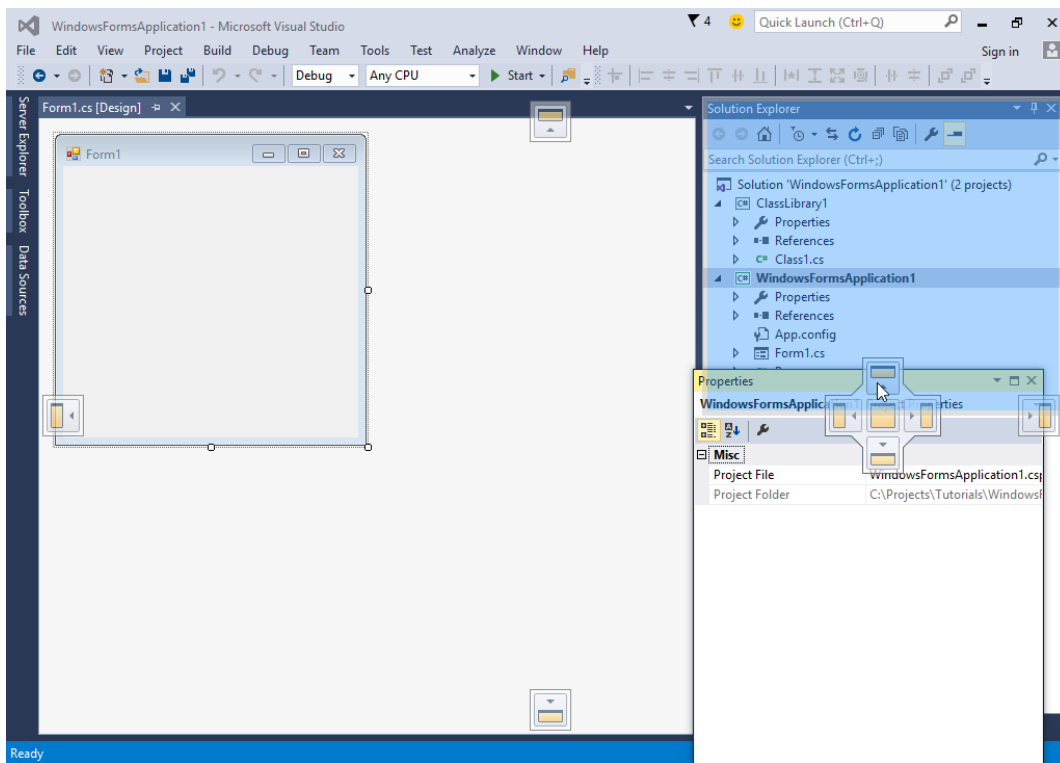 WindowsFormsApplication1 - Microsoft Visual Studio
4
Quick Launch (Ctrl+Q)
File Edit View Project Build Debug Team Tools Test Analyze Window Help
Sign in
Debug
Any CPU
Start
Server Explorer
Toolbox
Data Sources
Form1.cs [Design]
Form1
Solution Explorer
Search Solution Explorer (Ctrl+;)
Solution 'WindowsFormsApplication1' (2 projects)
C# ClassLibrary1
Properties
References
C# Class1.cs
C# WindowsFormsApplication1
Properties
References
App.config
Form1.cs
Properties
Misc
Project File WindowsFormsApplication1.csp
Project Folder C:\Projects\Tutorials\WindowsF
Ready